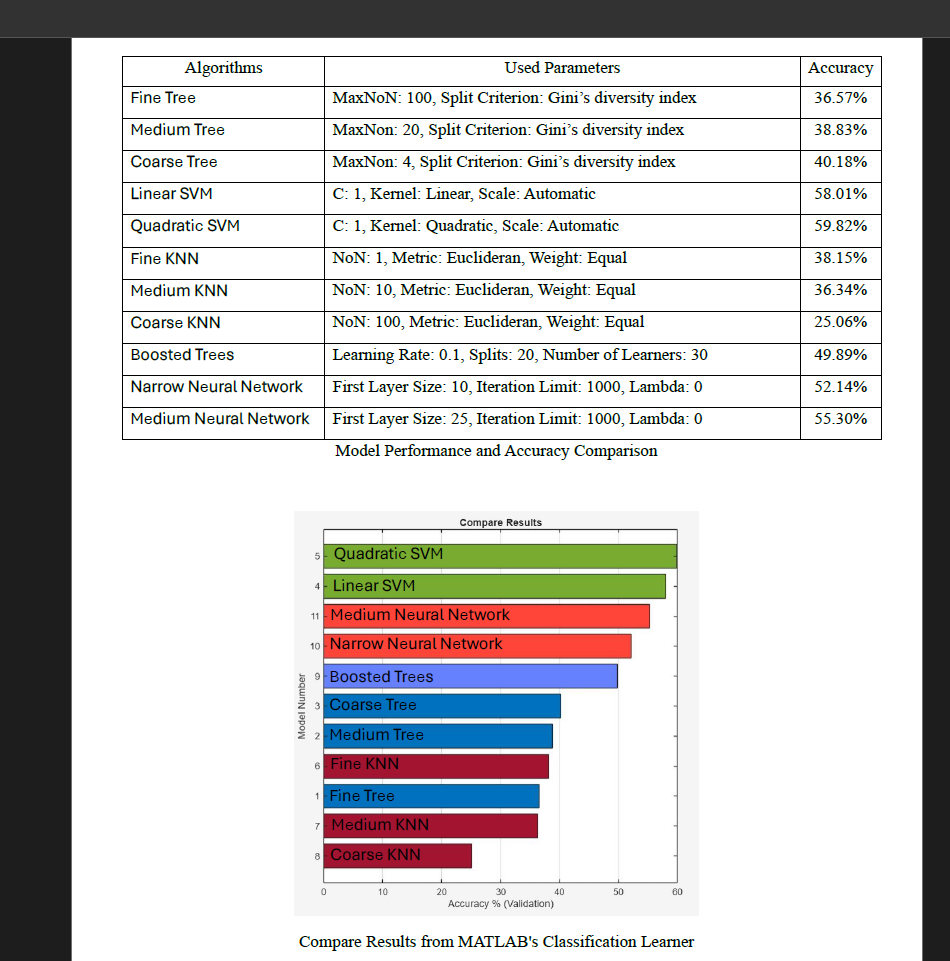 Algorithms Used Parameters Accuracy
Fine Tree MaxNoN: 100, Split Criterion: Gini’s diversity index 36.57%
Medium Tree MaxNon: 20, Split Criterion: Gini’s diversity index 38.83%
Coarse Tree MaxNon: 4, Split Criterion: Gini’s diversity index 40.18%
Linear SVM C: 1, Kernel: Linear, Scale: Automatic 58.01%
Quadratic SVM C: 1, Kernel: Quadratic, Scale: Automatic 59.82%
Fine KNN NoN: 1, Metric: Euclideran, Weight: Equal 38.15%
Medium KNN NoN: 10, Metric: Euclideran, Weight: Equal 36.34%
Coarse KNN NoN: 100, Metric: Euclideran, Weight: Equal 25.06%
Boosted Trees Learning Rate: 0.1, Splits: 20, Number of Learners: 30 49.89%
Narrow Neural Network First Layer Size: 10, Iteration Limit: 1000, Lambda: 0 52.14%
Medium Neural Network First Layer Size: 25, Iteration Limit: 1000, Lambda: 0 55.30%
Model Performance and Accuracy Comparison
Compare Results
5 Quadratic SVM
4 Linear SVM
11 Medium Neural Network
10 Narrow Neural Network
9 Boosted Trees
3 Coarse Tree
2 Medium Tree
6 Fine KNN
1 Fine Tree
7 Medium KNN
8 Coarse KNN
Model Number
0 10 20 30 40 50 60
Accuracy % (Validation)
Compare Results from MATLAB's Classification Learner